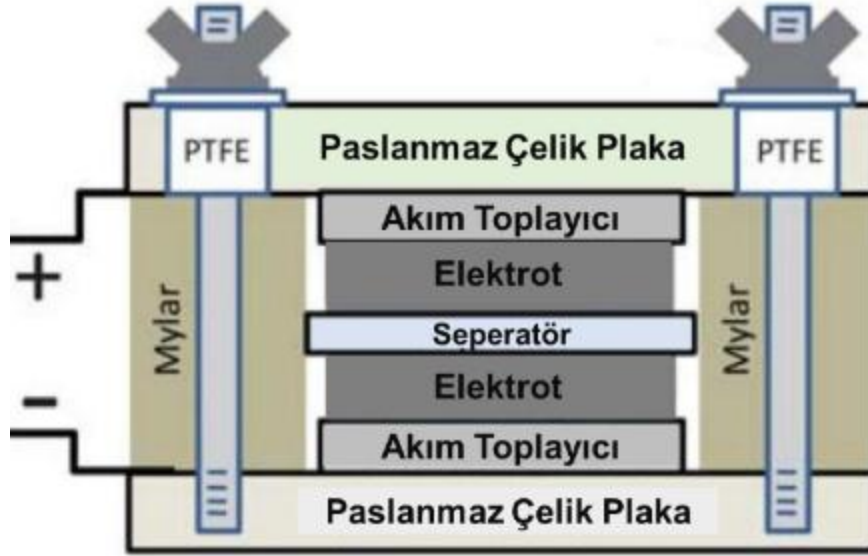 PTFE
Paslanmaz Çelik Plaka
PTFE
Akım Toplayıcı
+
Elektrot
Mylar
Seperatör
Mylar
-
Elektrot
Akım Toplayıcı
Paslanmaz Çelik Plaka